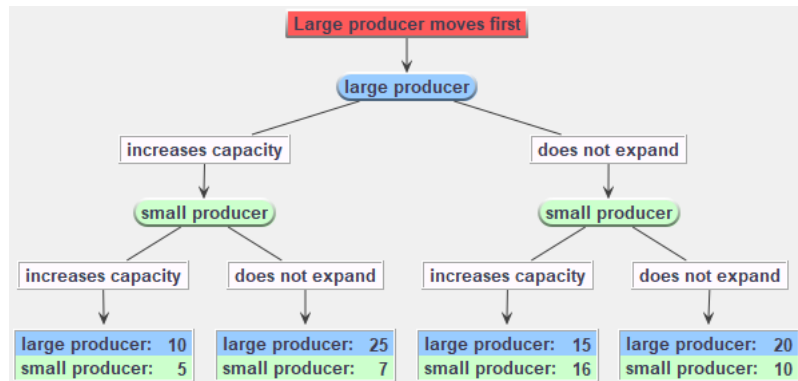 Large producer moves first
large producer
increases capacity does not expand
small producer small producer
increases capacity does not expand increases capacity does not expand
large producer: 10 large producer: 25 large producer: 15 large producer: 20
small producer: 5 small producer: 7 small producer: 16 small producer: 10